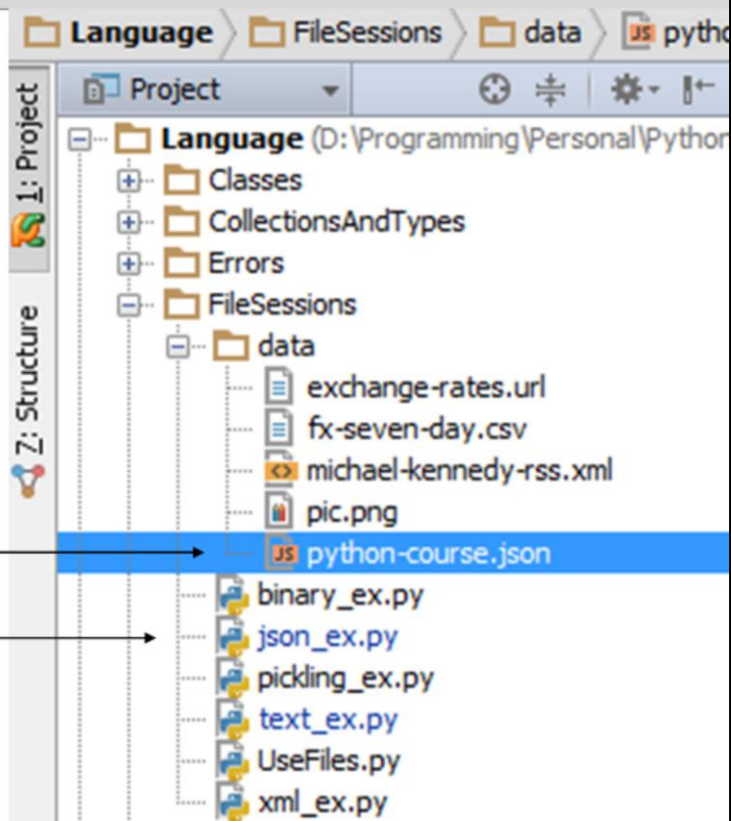 Language FileSessions data pytho
1: Project
7: Structure
Project
Language (D:\Programming\Personal\Python
Classes
CollectionsAndTypes
Errors
FileSessions
data
exchange-rates.url
fx-seven-day.csv
michael-kennedy-rss.xml
pic.png
JS python-course.json
binary_ex.py
json_ex.py
pickling_ex.py
text_ex.py
UseFiles.py
xml_ex.py